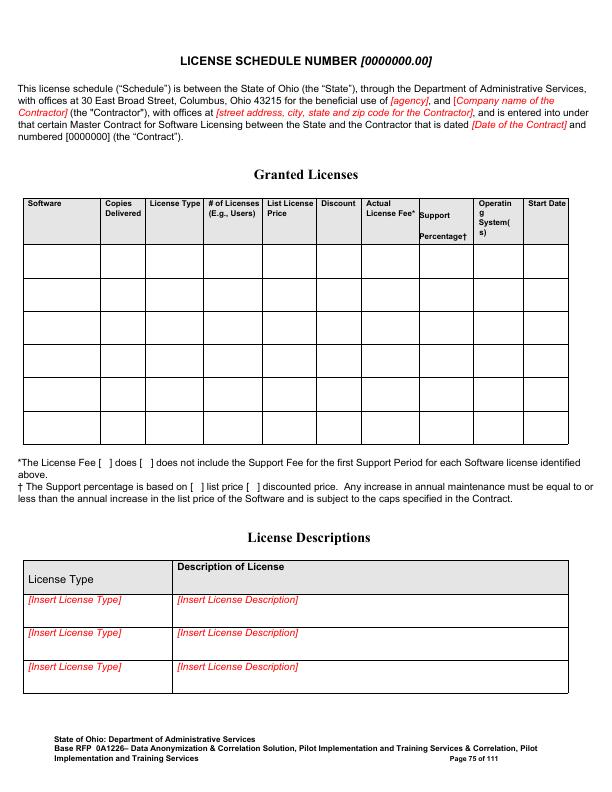 LICENSE SCHEDULE NUMBER [0000000.00]
This license schedule (“Schedule”) is between the State of Ohio (the “State”), through the Department of Administrative Services,
with offices at 30 East Broad Street, Columbus, Ohio 43215 for the beneficial use of [agency], and [Company name of the
Contractor] (the "Contractor"), with offices at [street address, city, state and zip code for the Contractor], and is entered into under
that certain Master Contract for Software Licensing between the State and the Contractor that is dated [Date of the Contract] and
numbered [0000000] (the “Contract”).
Granted Licenses
Software
Copies
Delivered
License Type
# of Licenses
(E.g., Users)
List License
Price
Discount
Actual
License Fee*
Support
Percentage†
Operatin
g
System(
s)
Start Date
*The License Fee [ ] does [ ] does not include the Support Fee for the first Support Period for each Software license identified
above.
† The Support percentage is based on [ ] list price [ ] discounted price. Any increase in annual maintenance must be equal to or
less than the annual increase in the list price of the Software and is subject to the caps specified in the Contract.
License Descriptions
License Type
Description of License
[Insert License Type] [Insert License Description]
[Insert License Type] [Insert License Description]
[Insert License Type] [Insert License Description]
State of Ohio: Department of Administrative Services
Base RFP 0A1226– Data Anonymization & Correlation Solution, Pilot Implementation and Training Services & Correlation, Pilot
Implementation and Training Services Page 75 of 111